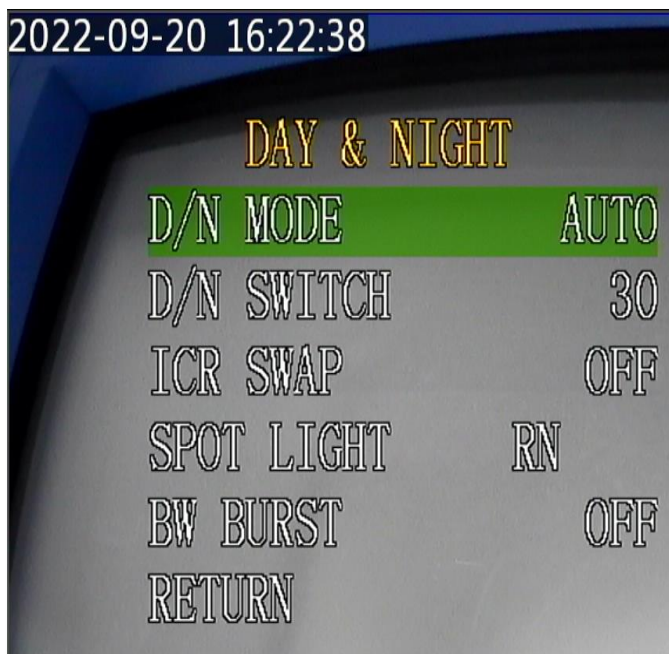 2022-09-20 16:22:38
DAY & NIGHT
D/N MODE AUTO
D/N SWITCH 30
ICR SWAP OFF
SPOT LIGHT RN
BW BURST OFF
RETURN